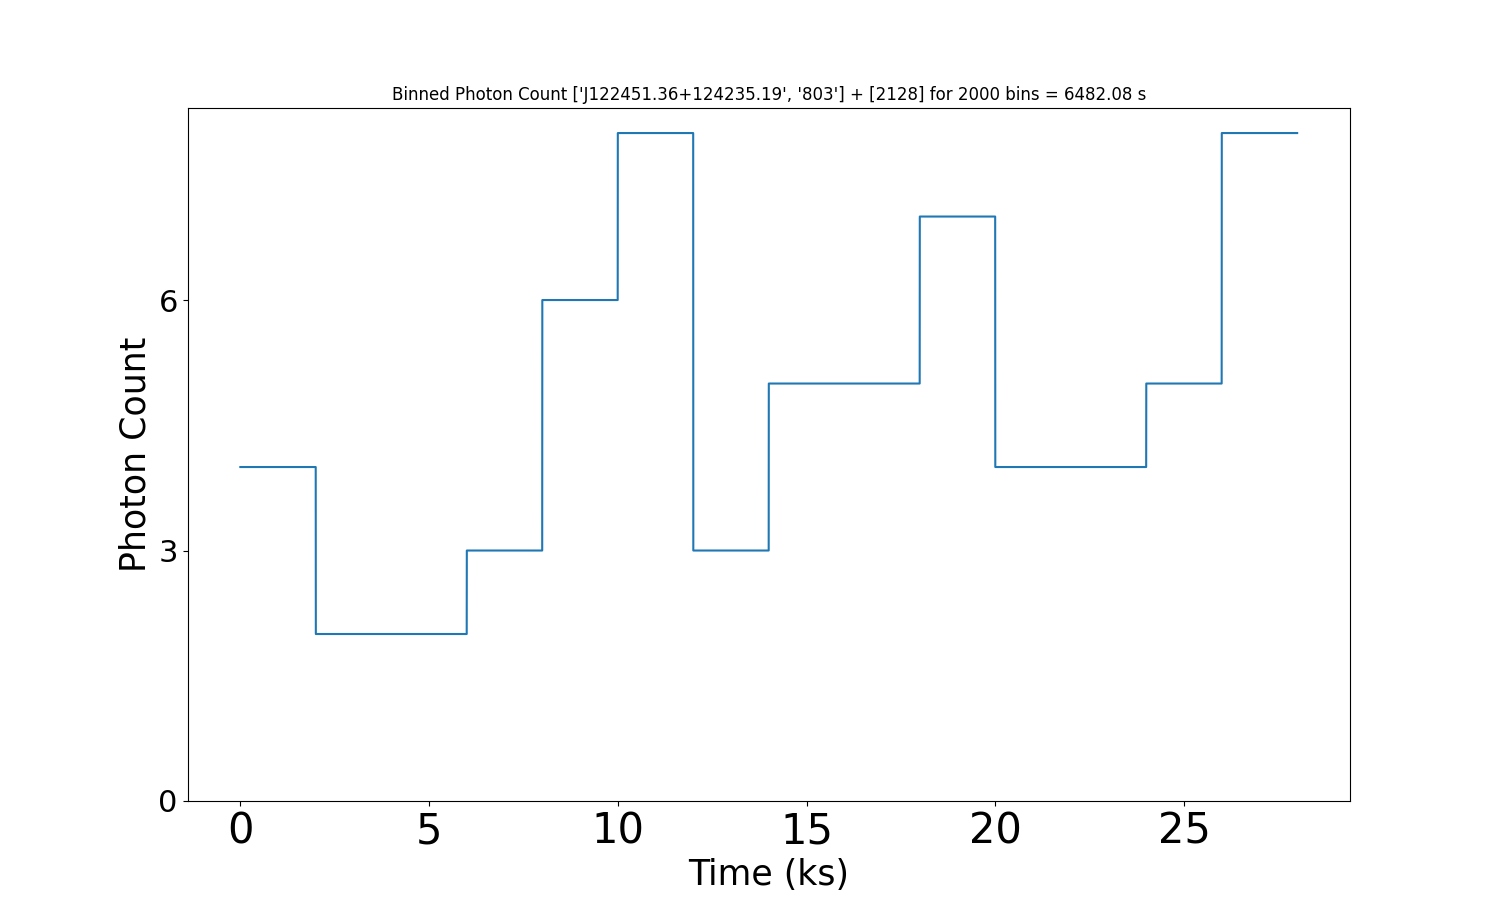 Binned Photon Count ['J122451.36+124235.19', '803'] + [2128] for 2000 bins = 6482.08 s
6
3
0
Photon Count
0 5 10 15 20 25
Time (ks)